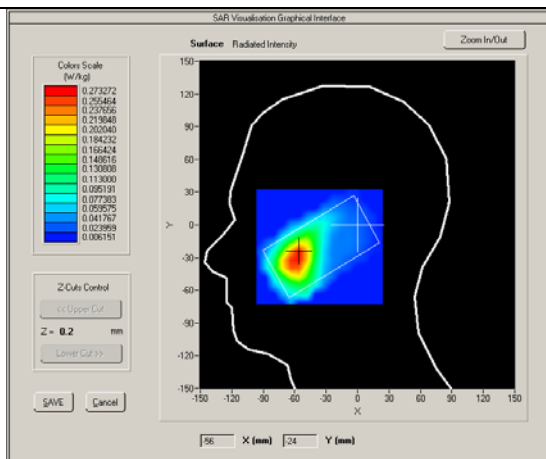 SAR Visualisation Graphical Interface
Surface Radiated Intensity
Zoom In/Out
Colors Scale
(W/kg)
0.273272
0.255464
0.237656
0.219848
0.202040
0.184232
0.166424
0.148616
0.130808
0.113000
0.095191
0.077383
0.059575
0.041767
0.023959
0.006151
Z-Cuts Control
<< Upper Cut
Z = 0.2 mm
Lower Cut >>
SAVE
Cancel
150
120
90
60
30
0
-30
-60
-90
-120
-150
Y
-150 -120 -90 -60 -30 0 30 60 90 120 150
X
-56 X (mm) -24 Y (mm)